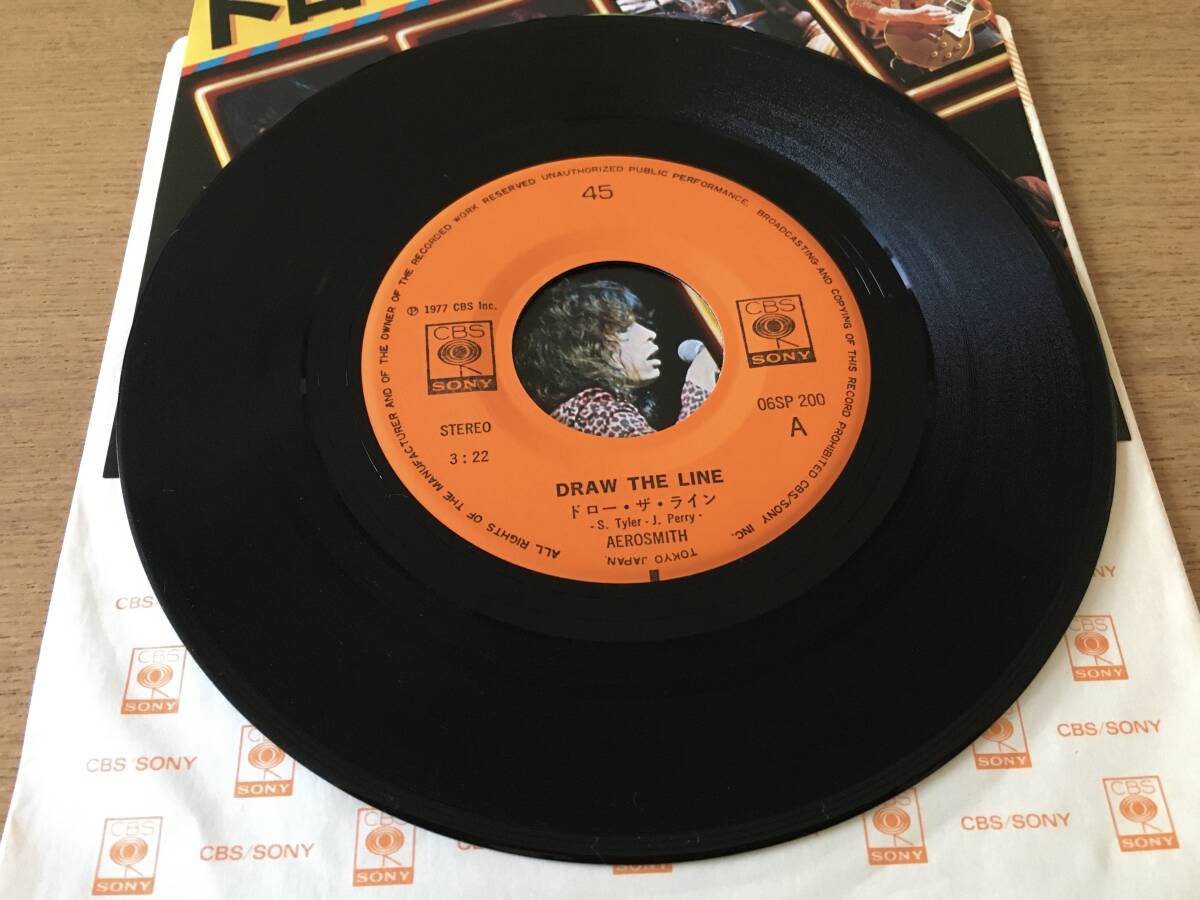 ドロ
45
ALL RIGHTS OF THE MANUFACTURER AND OF THE OWNER OF THE RECORDED WORK RESERVED UNAUTHORIZED PUBLIC PERFORMANCE. BROADCASTING AND COPYING OF THIS RECORD PROHIBITED CBS/SONY INC. TOKYO JAPAN.
℗ 1977 CBS Inc.
CBS
SONY
CBS
SONY
STEREO
3:22
06SP 200
A
DRAW THE LINE
ドロー・ザ・ライン
- S. Tyler - J. Perry -
AEROSMITH
CBS
CBS
SONY
SONY
CBS/SONY
CBS
SONY
SONY
CBS/SONY
CBS
SONY
CBS/SONY
CBS
SONY
SONY
CBS/SONY
CBS
SONY